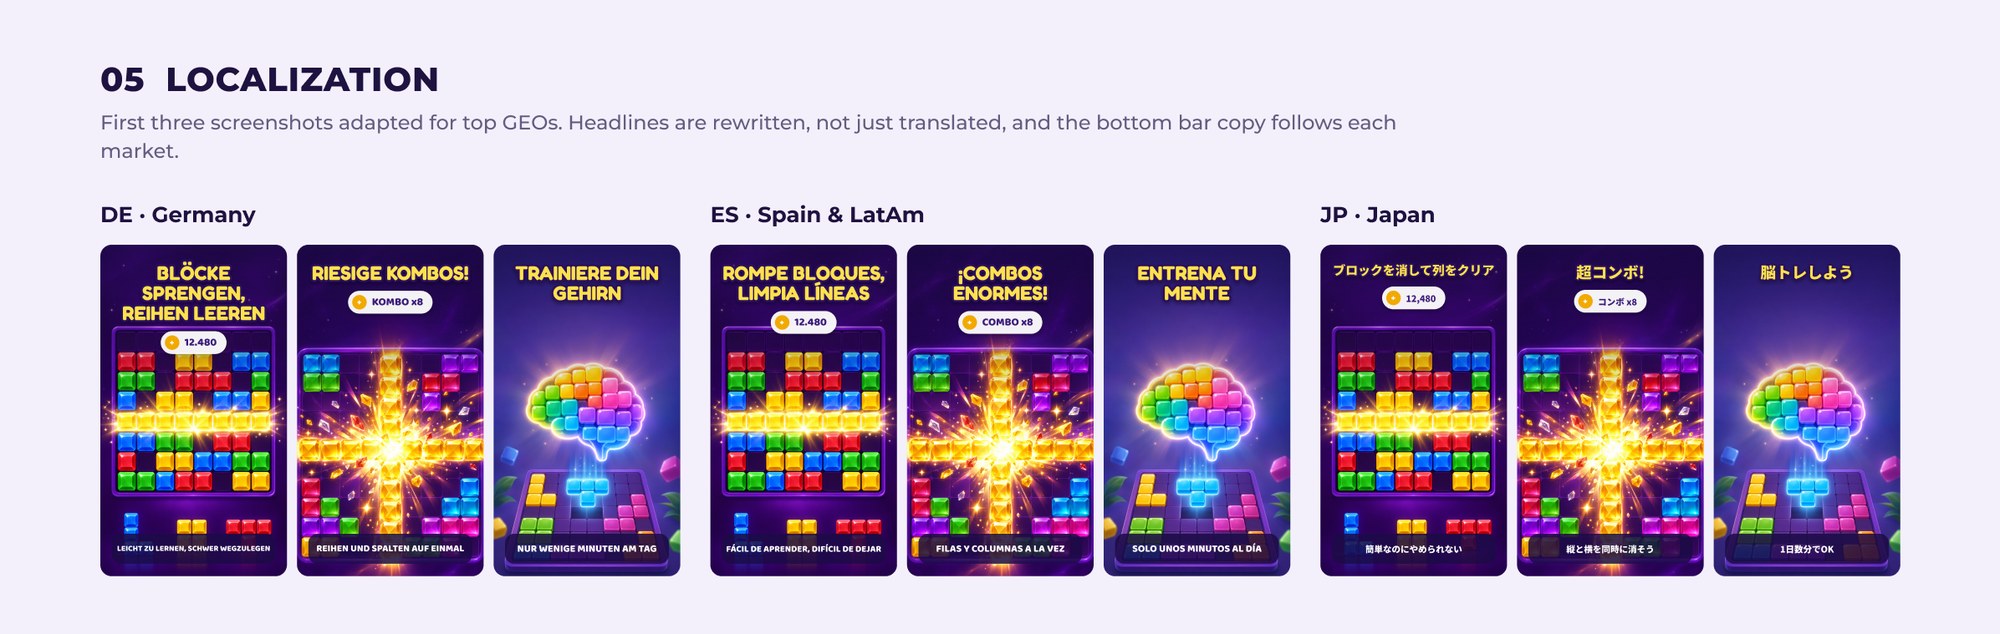 05 LOCALIZATION
First three screenshots adapted for top GEOs. Headlines are rewritten, not just translated, and the bottom bar copy follows each
market.
DE · Germany
BLÖCKE
SPRENGEN,
REIHEN LEEREN
12.480
LEICHT ZU LERNEN, SCHWER WEGZULEGEN
RIESIGE KOMBOS!
KOMBO x8
REIHEN UND SPALTEN AUF EINMAL
TRAINIERE DEIN
GEHIRN
NUR WENIGE MINUTEN AM TAG
ES · Spain & LatAm
ROMPE BLOQUES,
LIMPIA LÍNEAS
12.480
FÁCIL DE APRENDER, DIFÍCIL DE DEJAR
¡COMBOS
ENORMES!
COMBO x8
FILAS Y COLUMNAS A LA VEZ
ENTRENA TU
MENTE
SOLO UNOS MINUTOS AL DÍA
JP · Japan
ブロックを消して列をクリア
12,480
簡単なのにやめられない
超コンボ!
コンボ x8
縦と横を同時に消そう
脳トレしよう
1日数分でOK